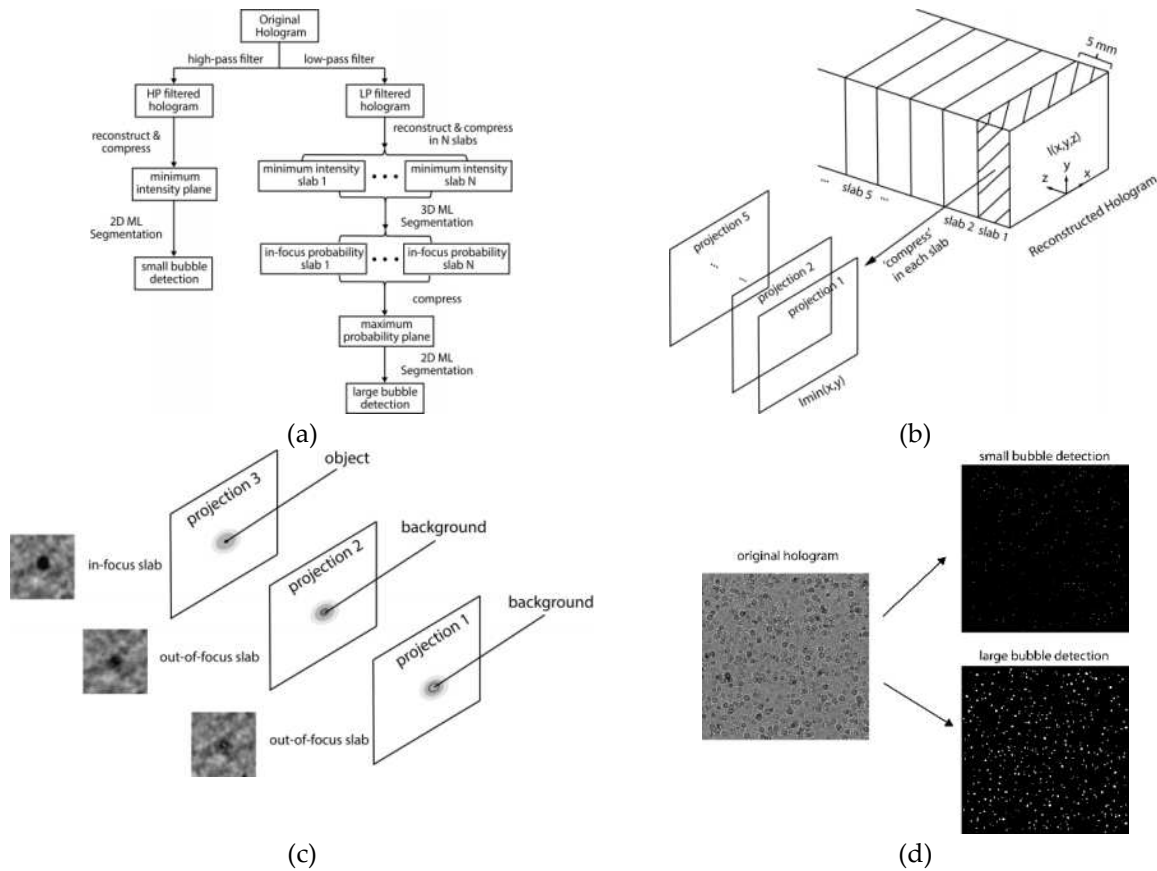 Original
Hologram
high-pass filter
low-pass filter
HP filtered
hologram
LP filtered
hologram
reconstruct &
compress
reconstruct & compress
in N slabs
minimum intensity
plane
minimum intensity
slab 1
minimum intensity
slab N
2D ML
Segmentation
3D ML
Segmentation
small bubble
detection
in-focus probability
slab 1
in-focus probability
slab N
compress
maximum
probability plane
2D ML
Segmentation
large bubble
detection
(a)
5 mm
I(x,y,z)
y
z
x
Reconstructed Hologram
...
slab 5
...
slab 2
slab 1
'compress'
in each slab
projection 5
...
...
projection 2
projection 1
Imin(x,y)
(b)
object
projection 3
in-focus slab
background
projection 2
out-of-focus slab
background
projection 1
out-of-focus slab
(c)
small bubble detection
original hologram
large bubble detection
(d)